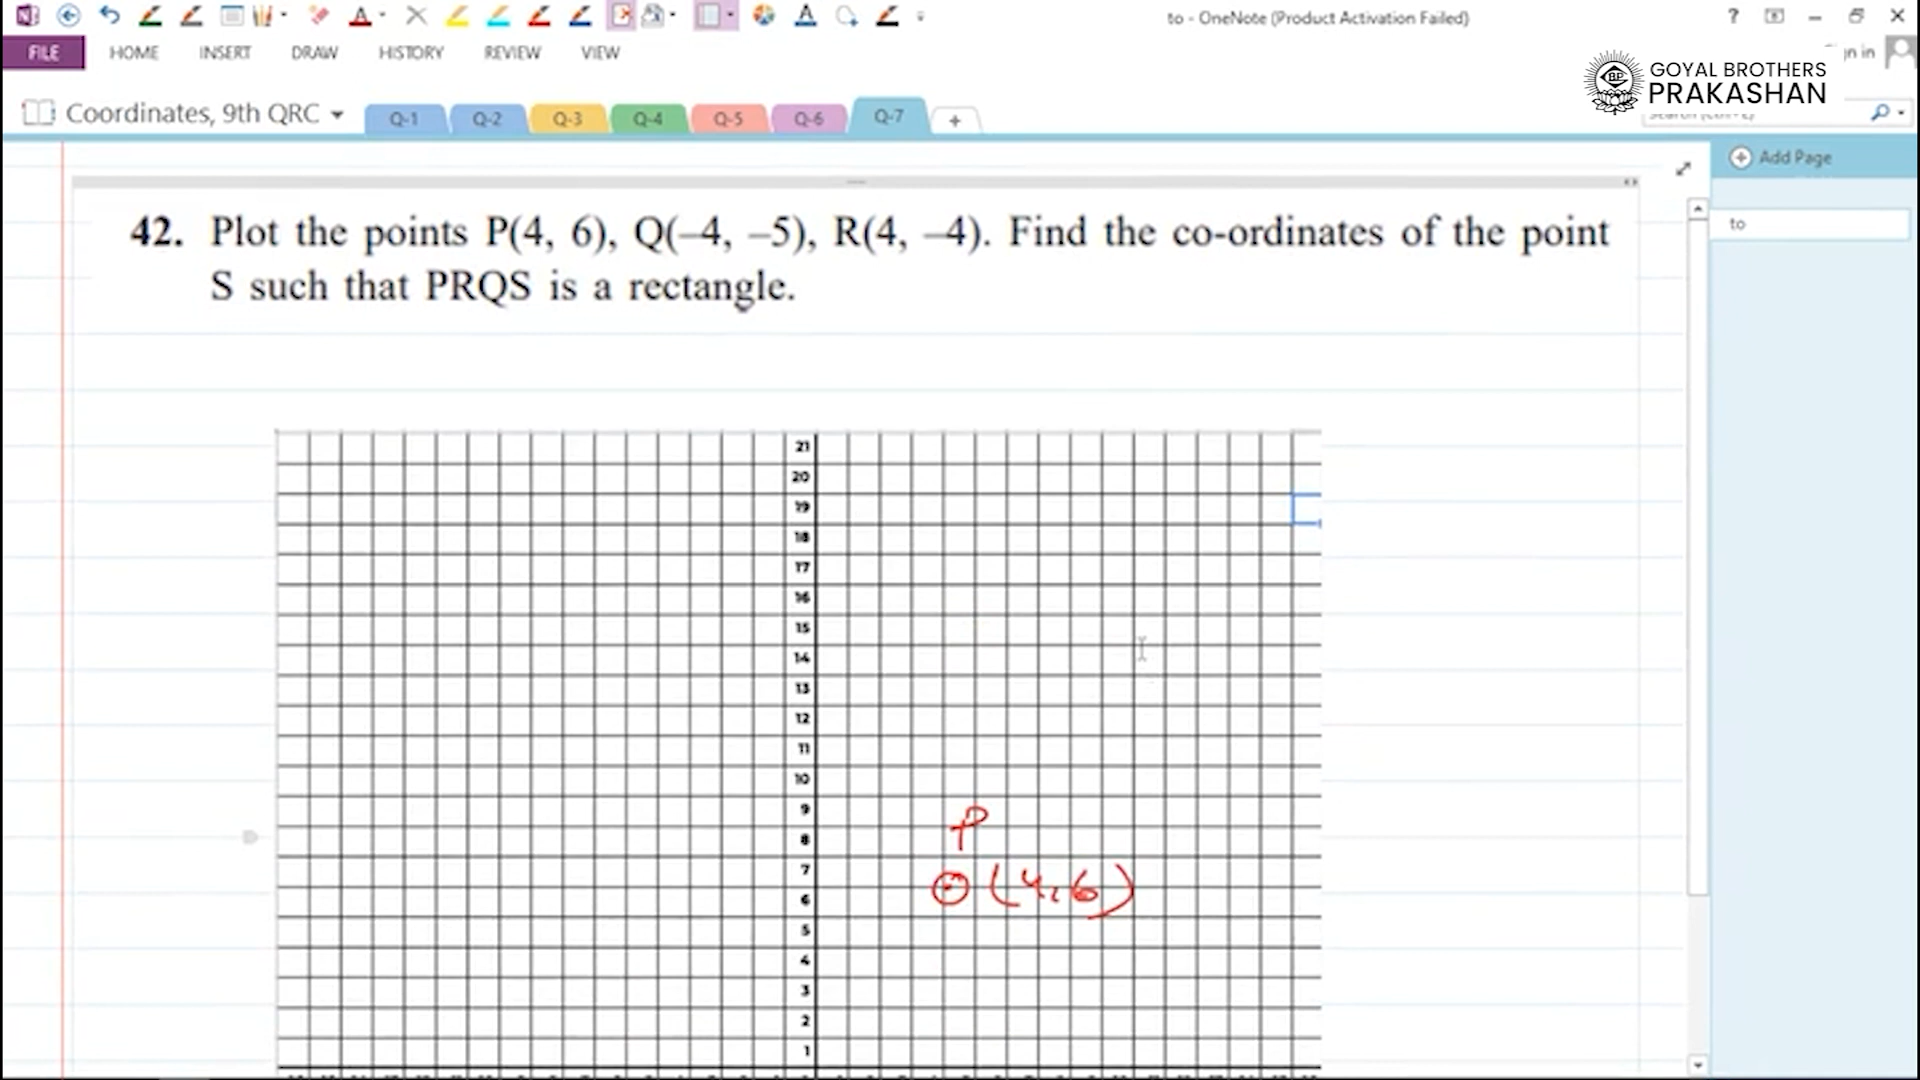 to - OneNote (Product Activation Failed)
FILE HOME INSERT DRAW HISTORY REVIEW VIEW
GOYAL BROTHERS
PRAKASHAN
Coordinates, 9th QRC Q-1 Q-2 Q-3 Q-4 Q-5 Q-6 Q-7 +
Add Page
to
42. Plot the points P(4, 6), Q(–4, –5), R(4, –4). Find the co-ordinates of the point
S such that PRQS is a rectangle.
21
20
19
18
17
16
15
14
13
12
11
10
9
8
7
6
5
4
3
2
1
P
(4,6)